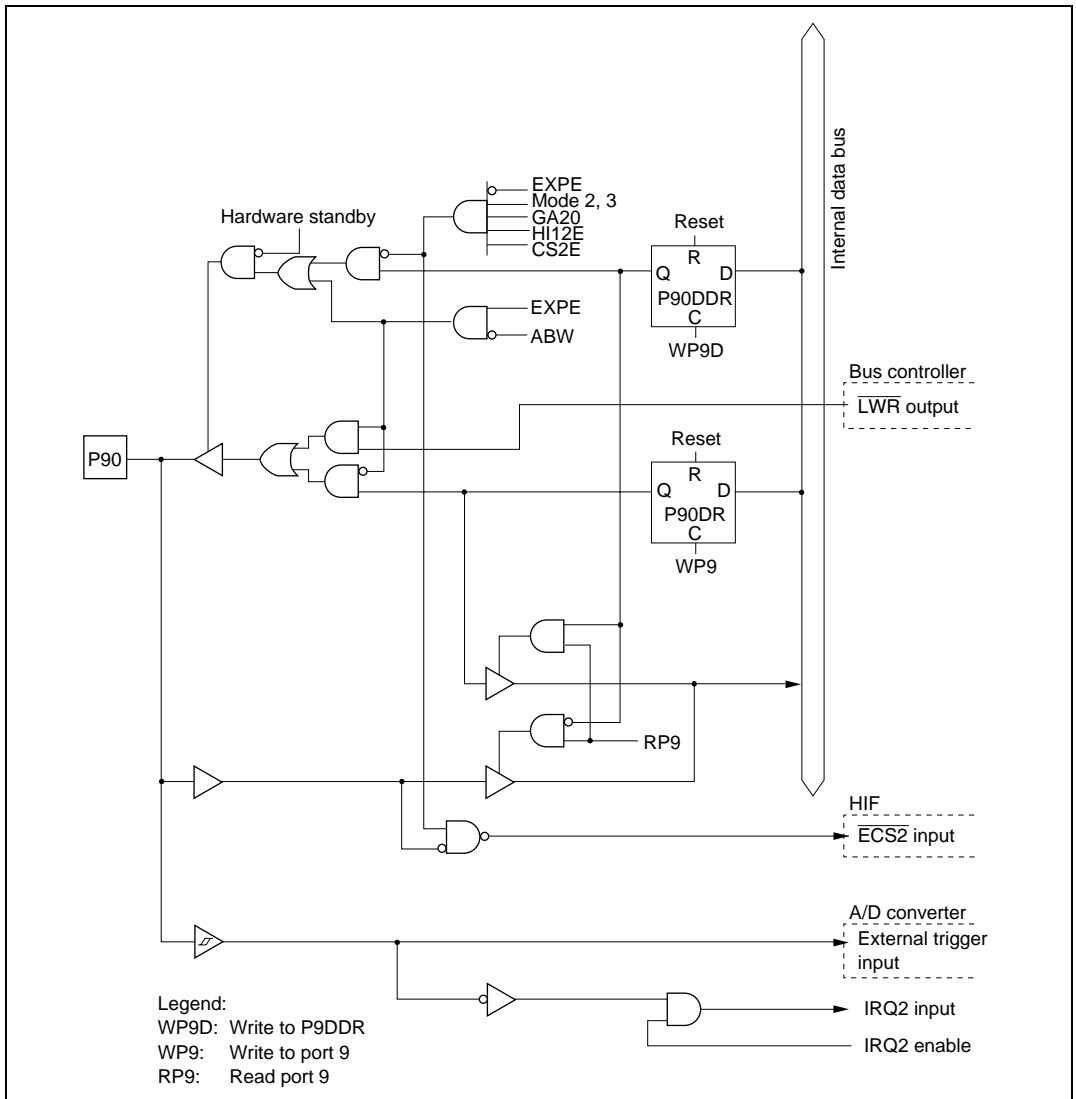 EXPE
Mode 2, 3
GA20
HI12E
CS2E
Hardware standby
Reset
R
Q D
P90DDR
C
WP9D
Internal data bus
EXPE
ABW
Bus controller
LWR output
P90
Reset
R
Q D
P90DR
C
WP9
RP9
HIF
ECS2 input
A/D converter
External trigger
input
IRQ2 input
IRQ2 enable
Legend:
WP9D: Write to P9DDR
WP9: Write to port 9
RP9: Read port 9